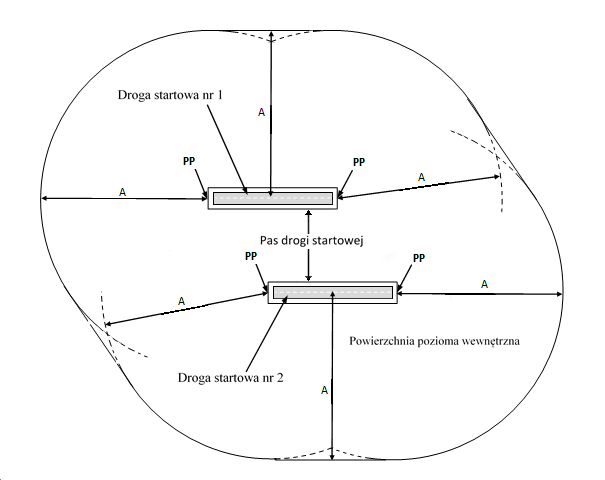 Droga startowa nr 1
A
PP
PP
A
A
Pas drogi startowej
PP
PP
A
A
Powierzchnia pozioma wewnętrzna
Droga startowa nr 2
A